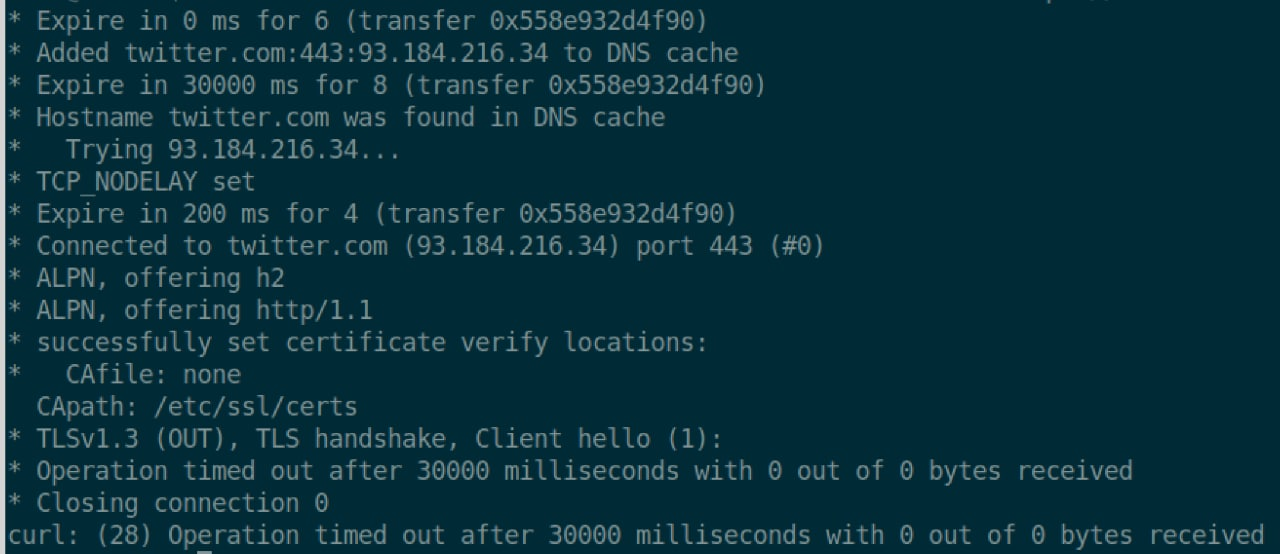 * Expire in 0 ms for 6 (transfer 0x558e932d4f90)
* Added twitter.com:443:93.184.216.34 to DNS cache
* Expire in 30000 ms for 8 (transfer 0x558e932d4f90)
* Hostname twitter.com was found in DNS cache
*   Trying 93.184.216.34...
* TCP_NODELAY set
* Expire in 200 ms for 4 (transfer 0x558e932d4f90)
* Connected to twitter.com (93.184.216.34) port 443 (#0)
* ALPN, offering h2
* ALPN, offering http/1.1
* successfully set certificate verify locations:
*   CAfile: none
  CApath: /etc/ssl/certs
* TLSv1.3 (OUT), TLS handshake, Client hello (1):
* Operation timed out after 30000 milliseconds with 0 out of 0 bytes received
* Closing connection 0
curl: (28) Operation timed out after 30000 milliseconds with 0 out of 0 bytes received